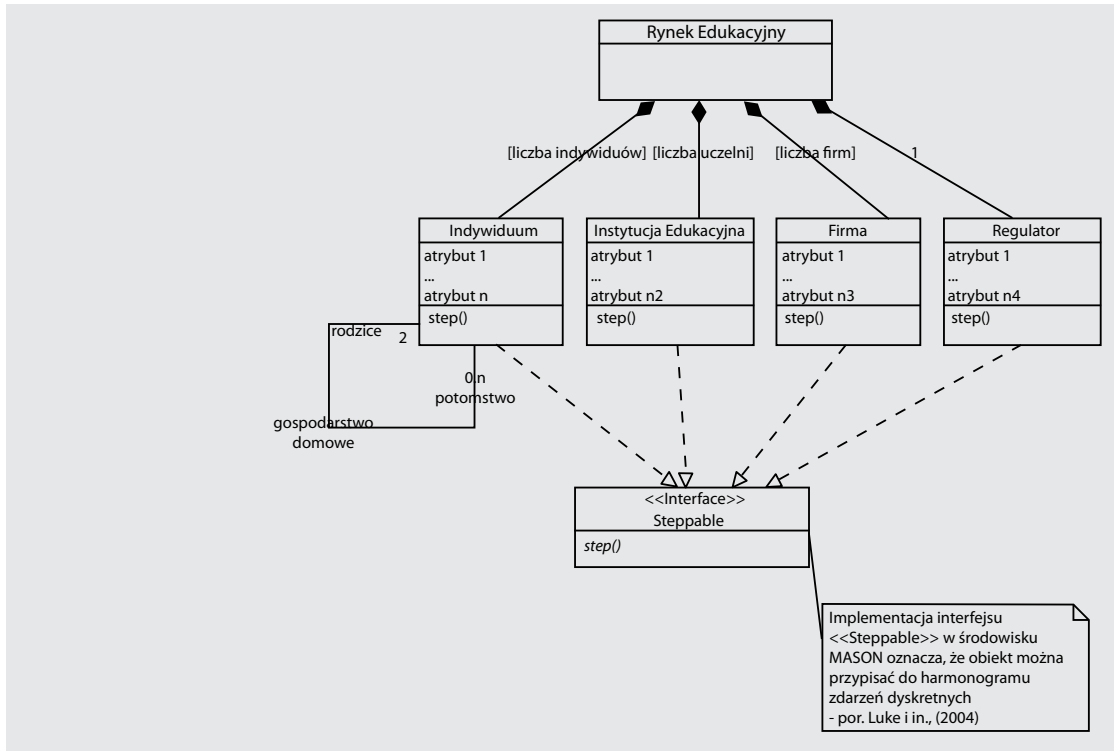 Rynek Edukacyjny
[liczba indywiduów]
[liczba uczelni]
[liczba firm]
1
Indywiduum
atrybut 1
...
atrybut n
step()
Instytucja Edukacyjna
atrybut 1
...
atrybut n2
step()
Firma
atrybut 1
...
atrybut n3
step()
Regulator
atrybut 1
...
atrybut n4
step()
rodzice
2
0.n
potomstwo
gospodarstwo
domowe
<<Interface>>
Steppable
step()
Implementacja interfejsu
<<Steppable>> w środowisku
MASON oznacza, że obiekt można
przypisać do harmonogramu
zdarzeń dyskretnych
- por. Luke i in., (2004)